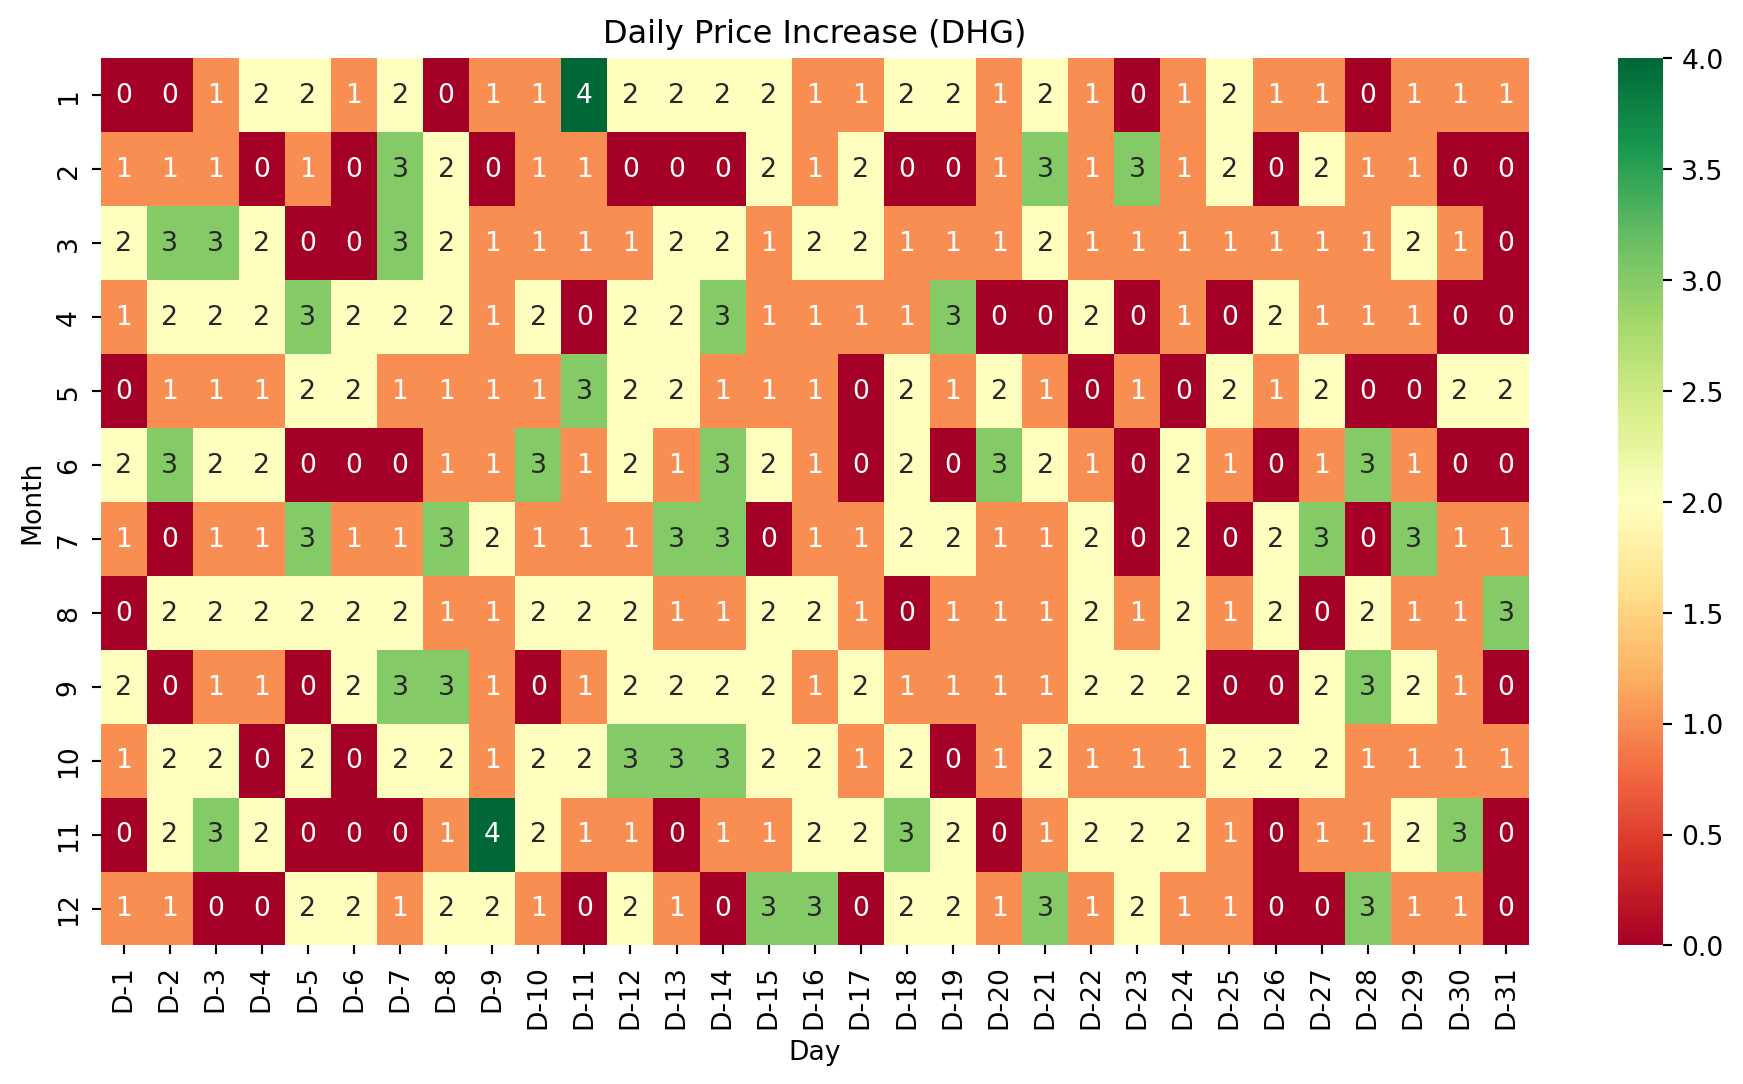 Daily Price Increase (DHG)
1 0 0 1 2 2 1 2 0 1 1 4 2 2 2 2 1 1 2 2 1 2 1 0 1 2 1 1 0 1 1 1
2 1 1 1 0 1 0 3 2 0 1 1 0 0 0 2 1 2 0 0 1 3 1 3 1 2 0 2 1 1 0 0
3 2 3 3 2 0 0 3 2 1 1 1 1 2 2 1 2 2 1 1 1 2 1 1 1 1 1 1 1 2 1 0
4 1 2 2 2 3 2 2 2 1 2 0 2 2 3 1 1 1 1 3 0 0 2 0 1 0 2 1 1 1 0 0
5 0 1 1 1 2 2 1 1 1 1 3 2 2 1 1 1 0 2 1 2 1 0 1 0 2 1 2 0 0 2 2
6 2 3 2 2 0 0 0 1 1 3 1 2 1 3 2 1 0 2 0 3 2 1 0 2 1 0 1 3 1 0 0
7 1 0 1 1 3 1 1 3 2 1 1 1 3 3 0 1 1 2 2 1 1 2 0 2 0 2 3 0 3 1 1
8 0 2 2 2 2 2 2 1 1 2 2 2 1 1 2 2 1 0 1 1 1 2 1 2 1 2 0 2 1 1 3
9 2 0 1 1 0 2 3 3 1 0 1 2 2 2 2 1 2 1 1 1 1 2 2 2 0 0 2 3 2 1 0
10 1 2 2 0 2 0 2 2 1 2 2 3 3 3 2 2 1 2 0 1 2 1 1 1 2 2 2 1 1 1 1
11 0 2 3 2 0 0 0 1 4 2 1 1 0 1 1 2 2 3 2 0 1 2 2 2 1 0 1 1 2 3 0
12 1 1 0 0 2 2 1 2 2 1 0 2 1 0 3 3 0 2 2 1 3 1 2 1 1 0 0 3 1 1 0
Month
D-1 D-2 D-3 D-4 D-5 D-6 D-7 D-8 D-9 D-10 D-11 D-12 D-13 D-14 D-15 D-16 D-17 D-18 D-19 D-20 D-21 D-22 D-23 D-24 D-25 D-26 D-27 D-28 D-29 D-30 D-31
Day
4.0
3.5
3.0
2.5
2.0
1.5
1.0
0.5
0.0